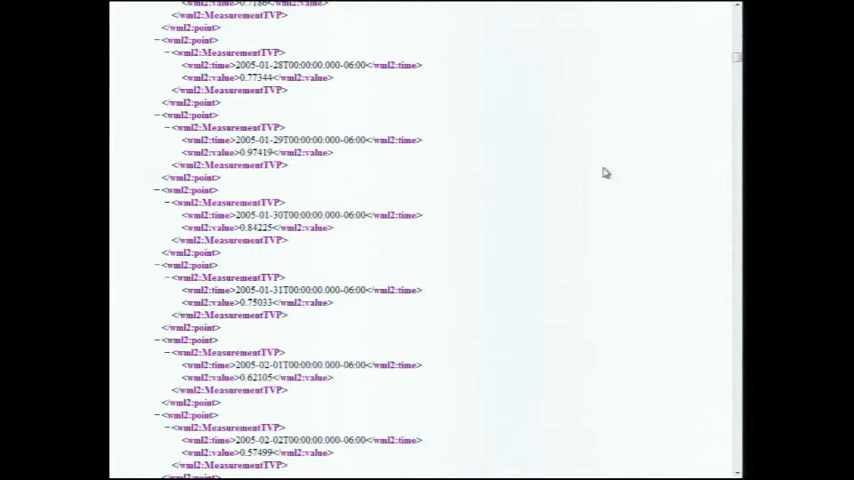 <wml2:value>0.7186</wml2:value>
</wml2:MeasurementTVP>
</wml2:point>
−<wml2:point>
−<wml2:MeasurementTVP>
<wml2:time>2005-01-28T00:00:00.000-06:00</wml2:time>
<wml2:value>0.77344</wml2:value>
</wml2:MeasurementTVP>
</wml2:point>
−<wml2:point>
−<wml2:MeasurementTVP>
<wml2:time>2005-01-29T00:00:00.000-06:00</wml2:time>
<wml2:value>0.97419</wml2:value>
</wml2:MeasurementTVP>
</wml2:point>
−<wml2:point>
−<wml2:MeasurementTVP>
<wml2:time>2005-01-30T00:00:00.000-06:00</wml2:time>
<wml2:value>0.84225</wml2:value>
</wml2:MeasurementTVP>
</wml2:point>
−<wml2:point>
−<wml2:MeasurementTVP>
<wml2:time>2005-01-31T00:00:00.000-06:00</wml2:time>
<wml2:value>0.75033</wml2:value>
</wml2:MeasurementTVP>
</wml2:point>
−<wml2:point>
−<wml2:MeasurementTVP>
<wml2:time>2005-02-01T00:00:00.000-06:00</wml2:time>
<wml2:value>0.62105</wml2:value>
</wml2:MeasurementTVP>
</wml2:point>
−<wml2:point>
−<wml2:MeasurementTVP>
<wml2:time>2005-02-02T00:00:00.000-06:00</wml2:time>
<wml2:value>0.57499</wml2:value>
</wml2:MeasurementTVP>
</wml2:point>